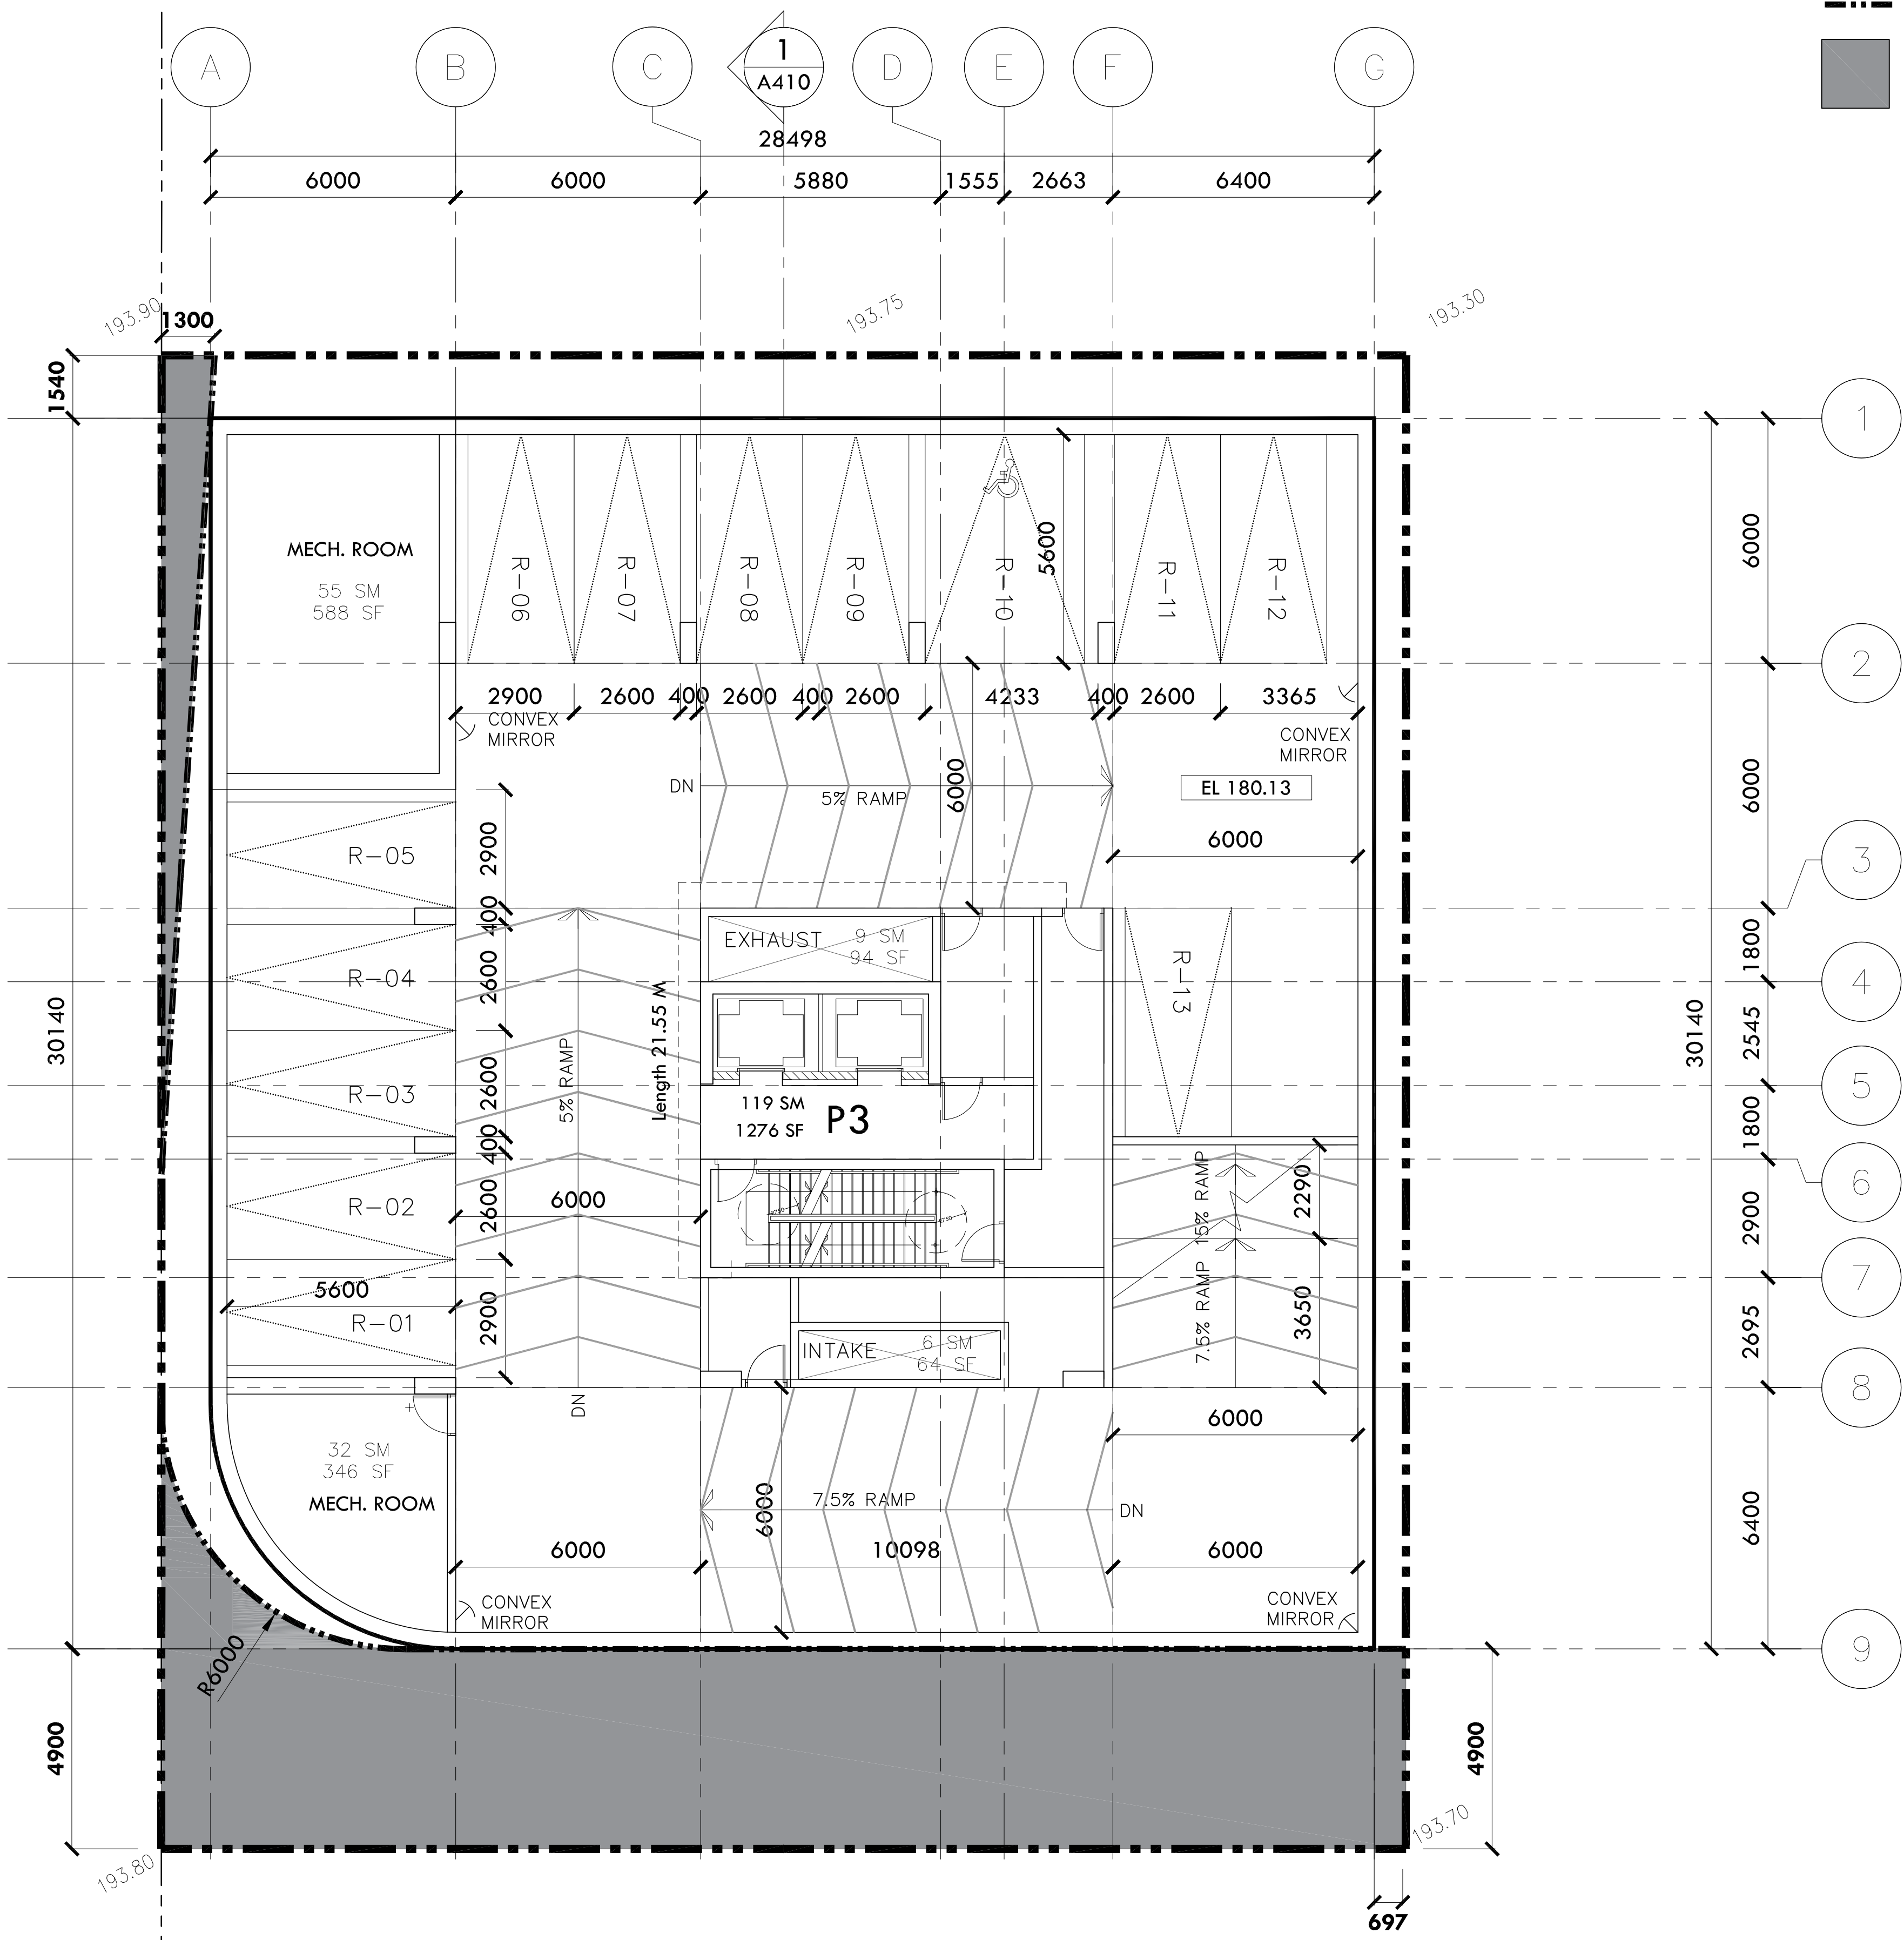 A
B
C
1
A410
D
E
F
G
28498
6000
6000
5880
1555
2663
6400
193.90
1300
193.75
193.30
1540
1
MECH. ROOM
55 SM
588 SF
R-06
R-07
R-08
R-09
R-10
5600
R-11
R-12
6000
2
2900
2600
400
2600
400
2600
4233
400
2600
3365
CONVEX
MIRROR
CONVEX
MIRROR
DN
5% RAMP
6000
EL 180.13
6000
6000
3
R-05
2900
400
EXHAUST
9 SM
94 SF
R-13
1800
R-04
2600
4
30140
Length 21.55 M
30140
2545
5% RAMP
5
R-03
2600
119 SM
1276 SF
P3
1800
400
6
R-02
2600
6000
15% RAMP
2290
2900
7
5600
R-01
2900
7.5% RAMP
3650
2695
INTAKE
6 SM
64 SF
8
DN
6000
32 SM
346 SF
MECH. ROOM
6000
7.5% RAMP
DN
6400
6000
10098
6000
CONVEX
MIRROR
CONVEX
MIRROR
9
R6000
4900
4900
193.80
193.70
697